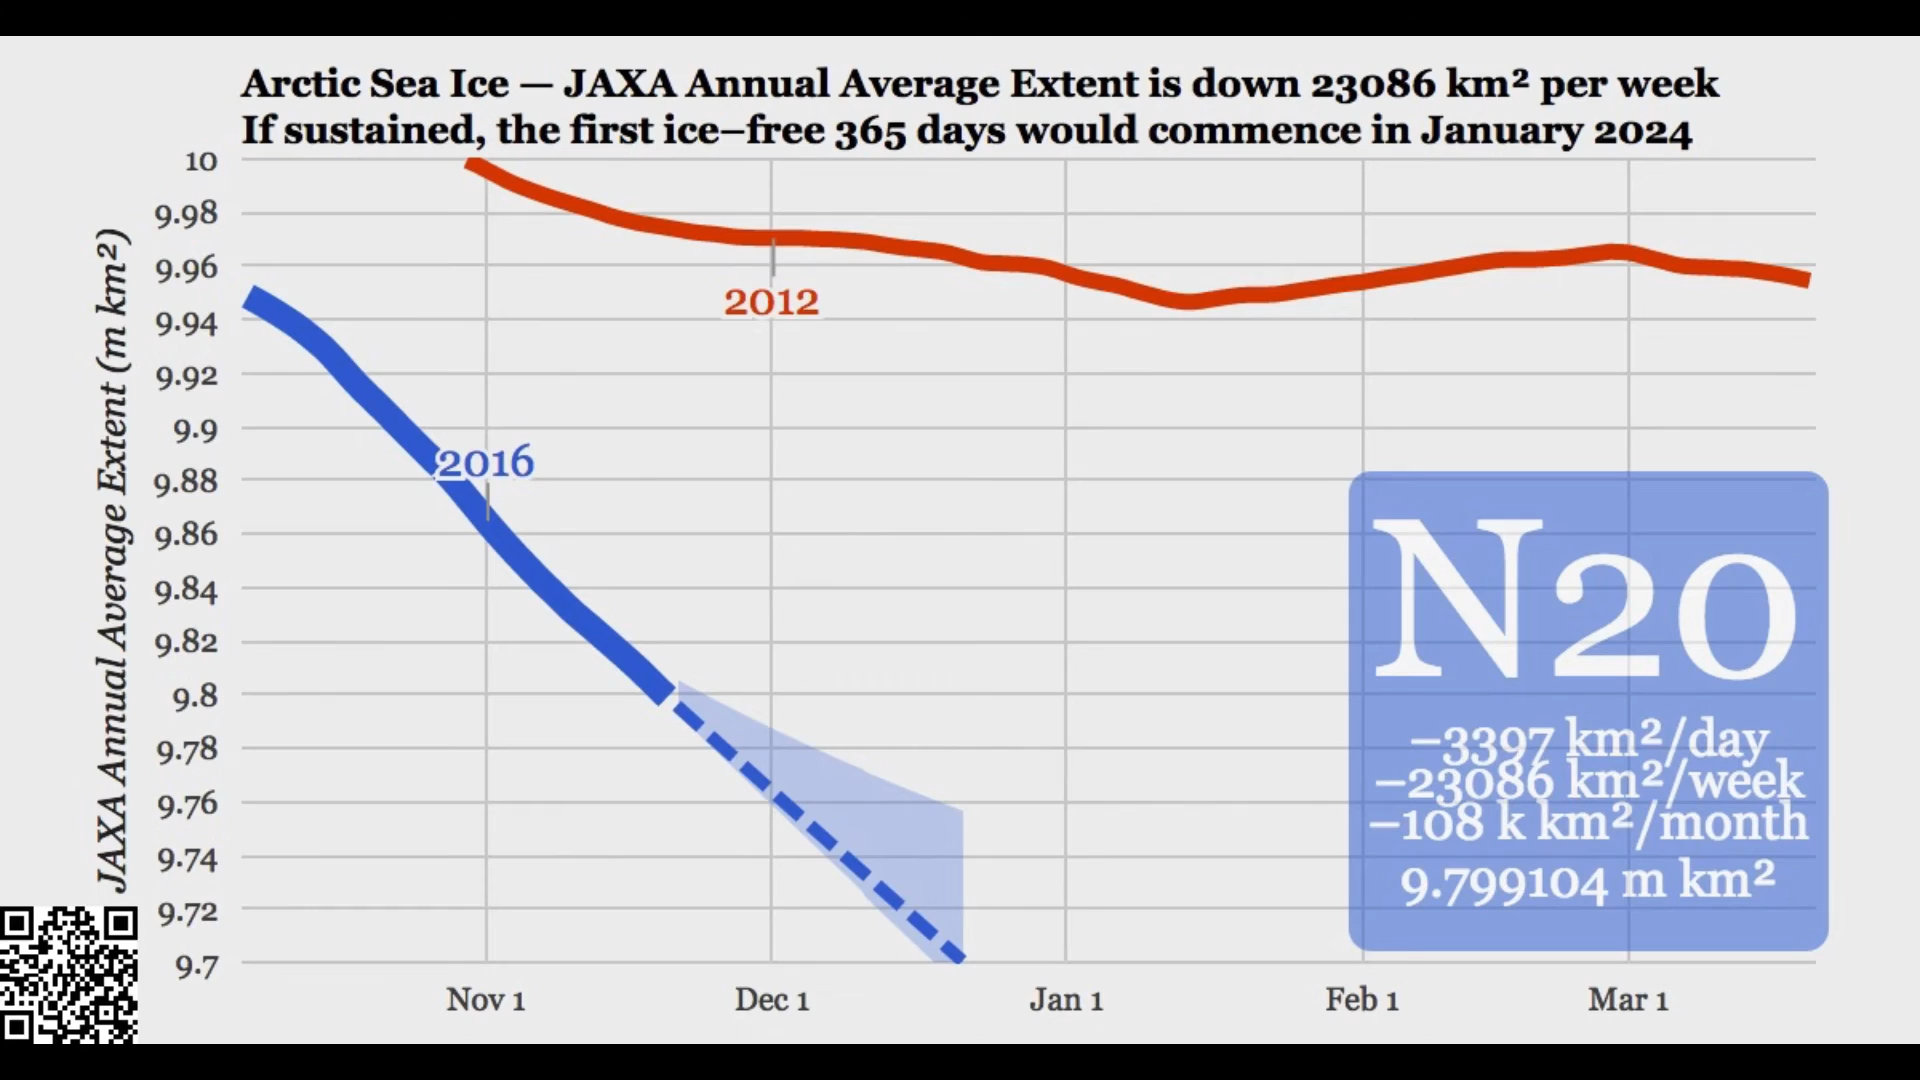 Arctic Sea Ice — JAXA Annual Average Extent is down 23086 km² per week
If sustained, the first ice–free 365 days would commence in January 2024
JAXA Annual Average Extent (m km²)
10
9.98
9.96
9.94
9.92
9.9
9.88
9.86
9.84
9.82
9.8
9.78
9.76
9.74
9.72
9.7
2012
2016
N20
–3397 km²/day
–23086 km²/week
–108 k km²/month
9.799104 m km²
Nov 1
Dec 1
Jan 1
Feb 1
Mar 1